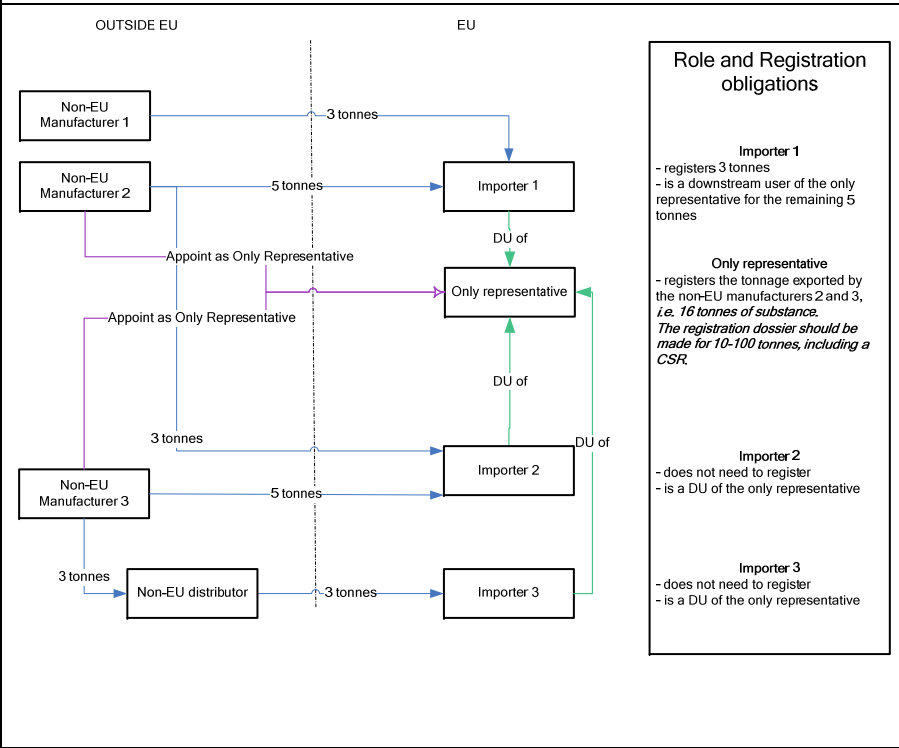 OUTSIDE EU
EU
Role and Registration
obligations
Non-EU
Manufacturer 1
3 tonnes
Non-EU
Manufacturer 2
5 tonnes
Importer 1
DU of
Appoint as Only Representative
Only representative
Appoint as Only Representative
DU of
DU of
3 tonnes
Importer 2
Non-EU
Manufacturer 3
5 tonnes
3 tonnes
Non-EU distributor
3 tonnes
Importer 3
Importer 1
- registers 3 tonnes
- is a downstream user of the only
representative for the remaining 5
tonnes
Only representative
- registers the tonnage exported by
the non-EU manufacturers 2 and 3,
i.e. 16 tonnes of substance.
The registration dossier should be
made for 10-100 tonnes, including a
CSR.
Importer 2
- does not need to register
- is a DU of the only representative
Importer 3
- does not need to register
- is a DU of the only representative